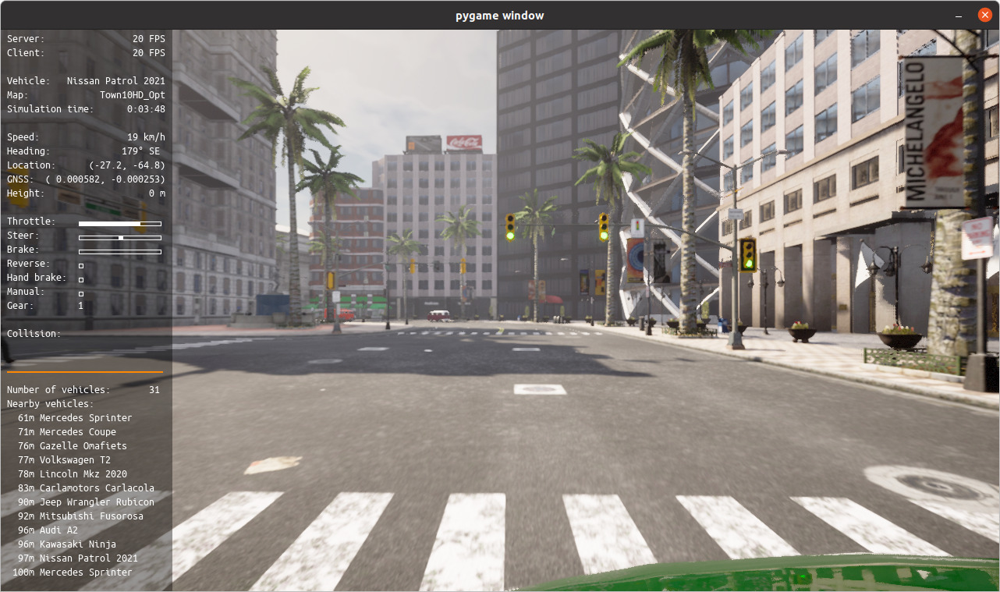 pygame window
Server: 20 FPS
Client: 20 FPS
Vehicle: Nissan Patrol 2021
Map: Town10HD_Opt
Simulation time: 0:03:48
Speed: 19 km/h
Heading: 179° SE
Location: (-27.2, -64.8)
GNSS: ( 0.000582, -0.000253)
Height: 0 m
Throttle:
Steer:
Brake:
Reverse:
Hand brake:
Manual:
Gear: 1
Collision:
Number of vehicles: 31
Nearby vehicles:
61m Mercedes Sprinter
71m Mercedes Coupe
76m Gazelle Omafiets
77m Volkswagen T2
78m Lincoln Mkz 2020
83m Carlamotors Carlacola
90m Jeep Wrangler Rubicon
92m Mitsubishi Fusorosa
96m Audi A2
96m Kawasaki Ninja
97m Nissan Patrol 2021
100m Mercedes Sprinter
Coca-Cola
MICHELANGELO